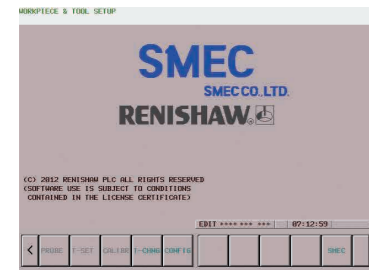 WORKPIECE & TOOL SETUP
SMEC
SMEC CO.,LTD.
RENISHAW
(C) 2012 RENISHAW PLC ALL RIGHTS RESERVED
(SOFTWARE USE IS SUBJECT TO CONDITIONS
CONTAINED IN THE LICENSE CERTIFICATE)
EDIT **** *** *** 07:12:59
< PROBE T-SET CALIBR T-CHNG CONFIG SMEC